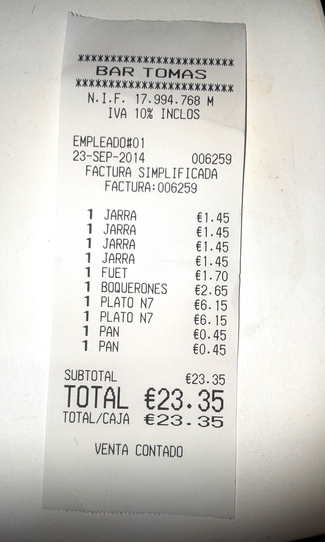 xxxxxxxxxxxxxxxxxxxxxxxx
BAR TOMAS
xxxxxxxxxxxxxxxxxxxxxxxx
N.I.F. 17.994.768 M
IVA 10% INCLOS
EMPLEADO#01
23-SEP-2014 006259
FACTURA SIMPLIFICADA
FACTURA:006259
1 JARRA €1.45
1 JARRA €1.45
1 JARRA €1.45
1 JARRA €1.45
1 FUET €1.70
1 BOQUERONES €2.65
1 PLATO N7 €6.15
1 PLATO N7 €6.15
1 PAN €0.45
1 PAN €0.45
SUBTOTAL €23.35
TOTAL €23.35
TOTAL/CAJA €23.35
VENTA CONTADO